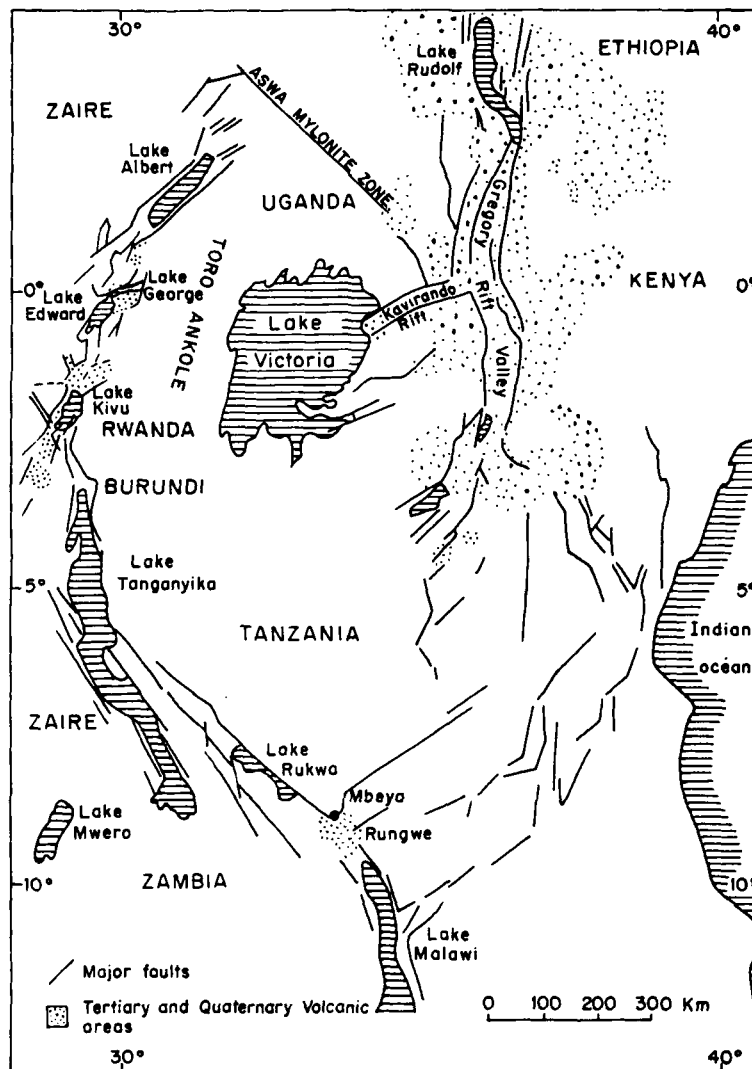 30°
40°
Lake
Rudolf
ETHIOPIA
ZAIRE
ASWA MYLONITE ZONE
Lake
Albert
UGANDA
Gregory
TORO ANKOLE
KENYA
0°
Lake
George
0°
Lake
Edward
Kavirando
Rift
Rift
Lake
Victoria
Valley
Lake
Kivu
RWANDA
BURUNDI
Lake
Tanganyika
5°
5°
TANZANIA
Indian
océan
ZAIRE
Lake
Rukwa
Mbeya
Lake
Mwero
Rungwe
ZAMBIA
10°
10°
Lake
Malawi
Major faults
Tertiary and Quaternary Volcanic
areas
0 100 200 300 Km
30°
40°